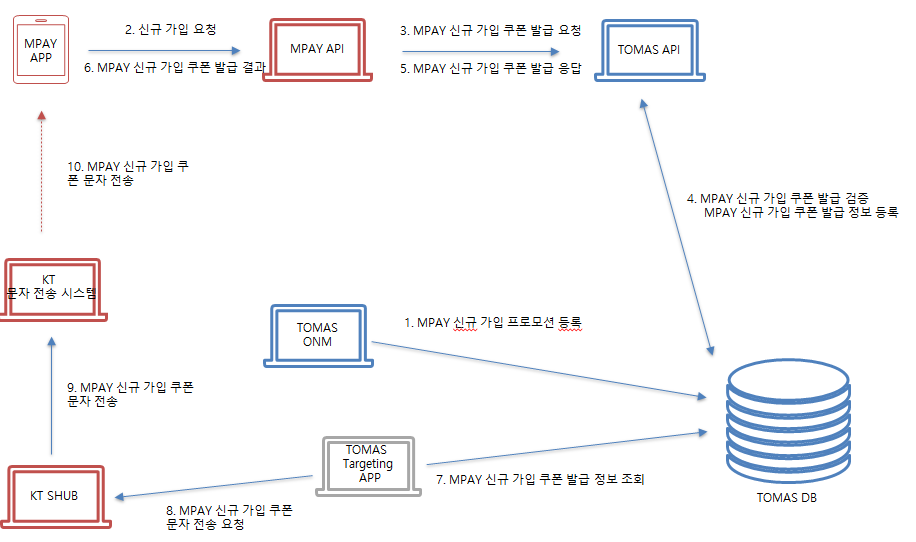 MPAY
APP
2. 신규 가입 요청
6. MPAY 신규 가입 쿠폰 발급 결과
MPAY API
3. MPAY 신규 가입 쿠폰 발급 요청
5. MPAY 신규 가입 쿠폰 발급 응답
TOMAS API
10. MPAY 신규 가입 쿠
폰 문자 전송
4. MPAY 신규 가입 쿠폰 발급 검증
MPAY 신규 가입 쿠폰 발급 정보 등록
KT
문자 전송 시스템
TOMAS
ONM
1. MPAY 신규 가입 프로모션 등록
9. MPAY 신규 가입 쿠폰
문자 전송
TOMAS
Targeting
APP
7. MPAY 신규 가입 쿠폰 발급 정보 조회
TOMAS DB
KT SHUB
8. MPAY 신규 가입 쿠폰
문자 전송 요청